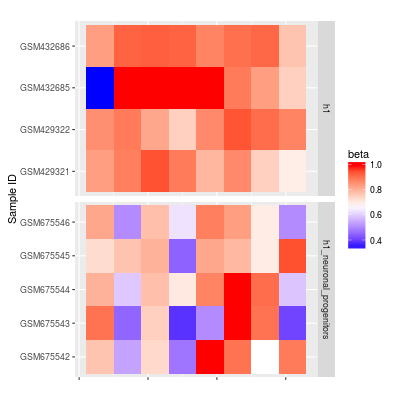 Sample ID
GSM432686
GSM432685
GSM429322
GSM429321
h1
GSM675546
GSM675545
GSM675544
GSM675543
GSM675542
h1_neuronal_progenitors
beta
1.0
0.8
0.6
0.4